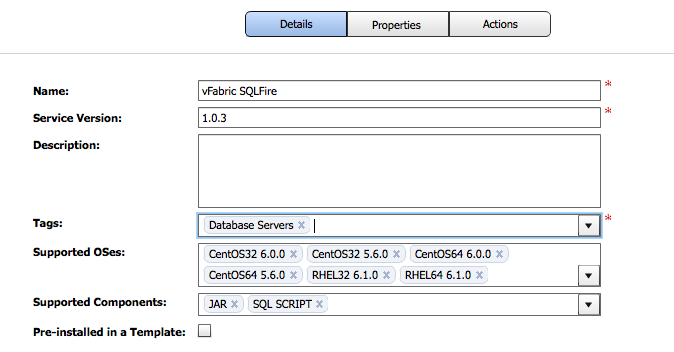 Details Properties Actions
Name: vFabric SQLFire *
Service Version: 1.0.3 *
Description:
Tags: Database Servers x *
Supported OSes: CentOS32 6.0.0 x CentOS32 5.6.0 x CentOS64 6.0.0 x
CentOS64 5.6.0 x RHEL32 6.1.0 x RHEL64 6.1.0 x
Supported Components: JAR x SQL SCRIPT x
Pre-installed in a Template: